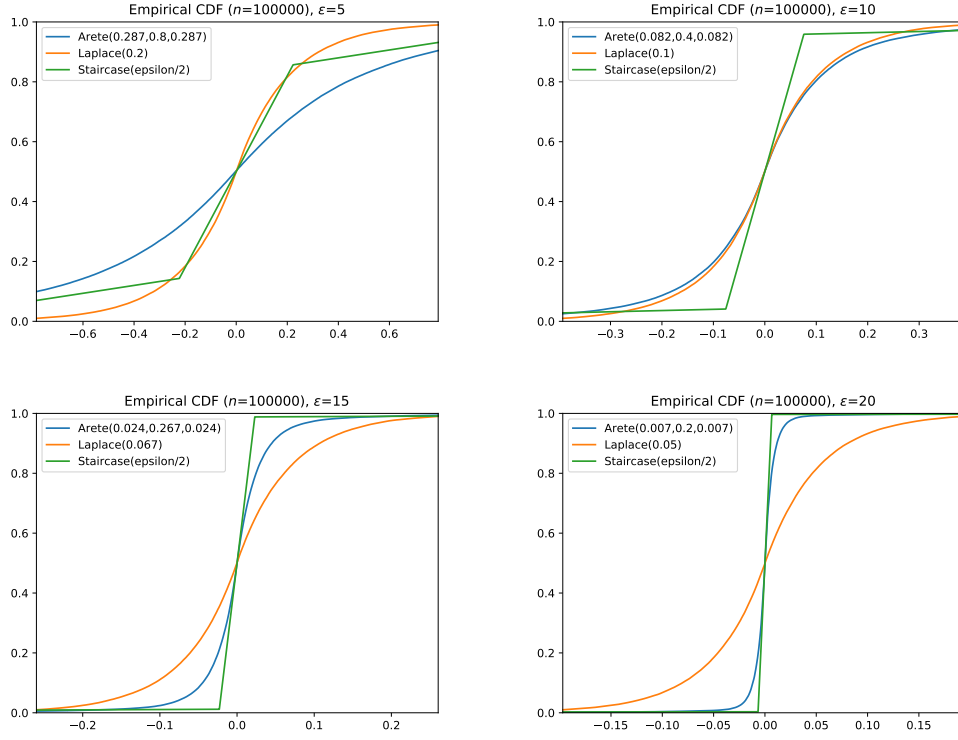 Empirical CDF (n=100000), ε=5
Arete(0.287,0.8,0.287)
Laplace(0.2)
Staircase(epsilon/2)
1.0
0.8
0.6
0.4
0.2
0.0
−0.6 −0.4 −0.2 0.0 0.2 0.4 0.6
Empirical CDF (n=100000), ε=10
Arete(0.082,0.4,0.082)
Laplace(0.1)
Staircase(epsilon/2)
1.0
0.8
0.6
0.4
0.2
0.0
−0.3 −0.2 −0.1 0.0 0.1 0.2 0.3
Empirical CDF (n=100000), ε=15
Arete(0.024,0.267,0.024)
Laplace(0.067)
Staircase(epsilon/2)
1.0
0.8
0.6
0.4
0.2
0.0
−0.2 −0.1 0.0 0.1 0.2
Empirical CDF (n=100000), ε=20
Arete(0.007,0.2,0.007)
Laplace(0.05)
Staircase(epsilon/2)
1.0
0.8
0.6
0.4
0.2
0.0
−0.15 −0.10 −0.05 0.00 0.05 0.10 0.15